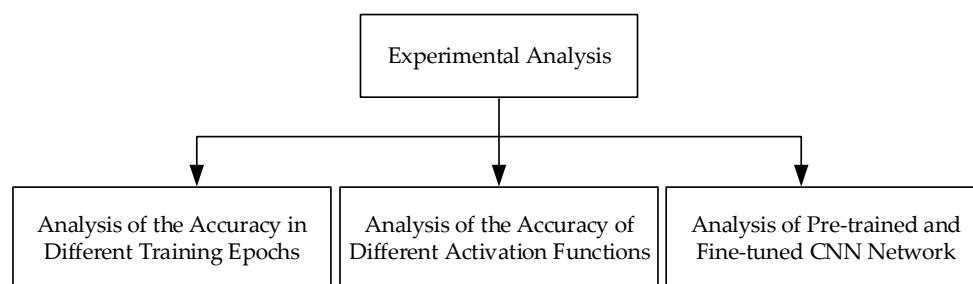 Experimental Analysis
Analysis of the Accuracy in
Different Training Epochs
Analysis of the Accuracy of
Different Activation Functions
Analysis of Pre-trained and
Fine-tuned CNN Network